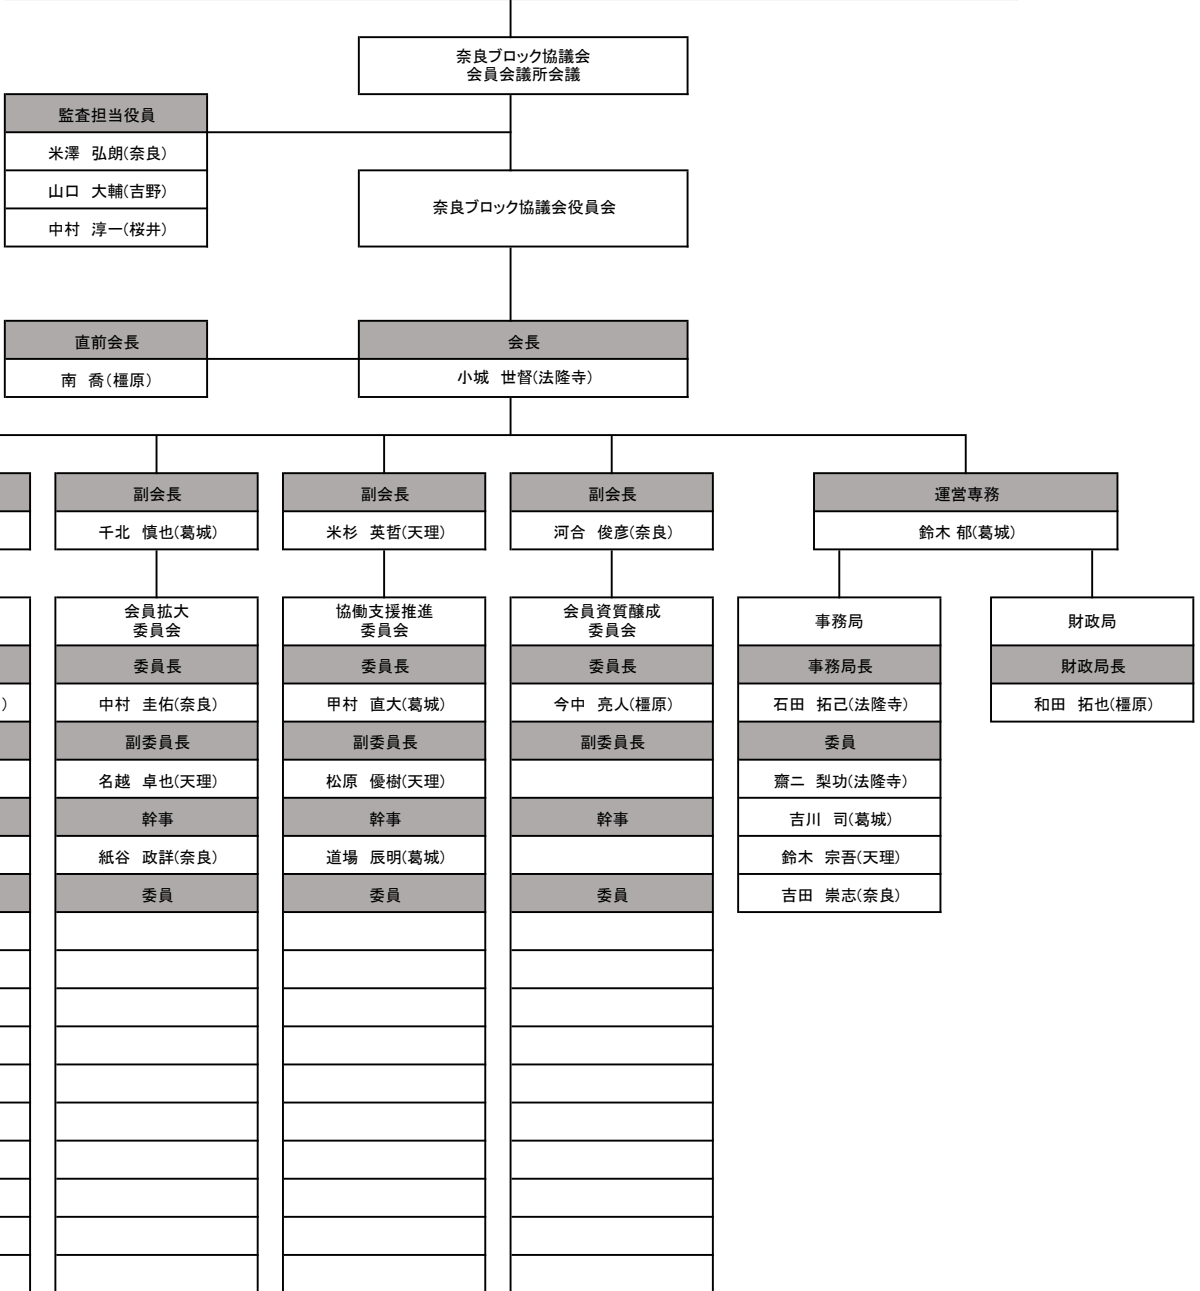 奈良ブロック協議会
会員会議所会議
監査担当役員
米澤 弘朗(奈良)
山口 大輔(吉野)
中村 淳一(桜井)
奈良ブロック協議会役員会
直前会長
南 喬(橿原)
会長
小城 世督(法隆寺)
副会長
千北 慎也(葛城)
副会長
米杉 英哲(天理)
副会長
河合 俊彦(奈良)
運営専務
鈴木 郁(葛城)
)
会員拡大
委員会
委員長
中村 圭佑(奈良)
副委員長
名越 卓也(天理)
幹事
紙谷 政詳(奈良)
委員
協働支援推進
委員会
委員長
甲村 直大(葛城)
副委員長
松原 優樹(天理)
幹事
道場 辰明(葛城)
委員
会員資質醸成
委員会
委員長
今中 亮人(橿原)
副委員長
幹事
委員
事務局
事務局長
石田 拓己(法隆寺)
委員
齋二 梨功(法隆寺)
吉川 司(葛城)
鈴木 宗吾(天理)
吉田 崇志(奈良)
財政局
財政局長
和田 拓也(橿原)